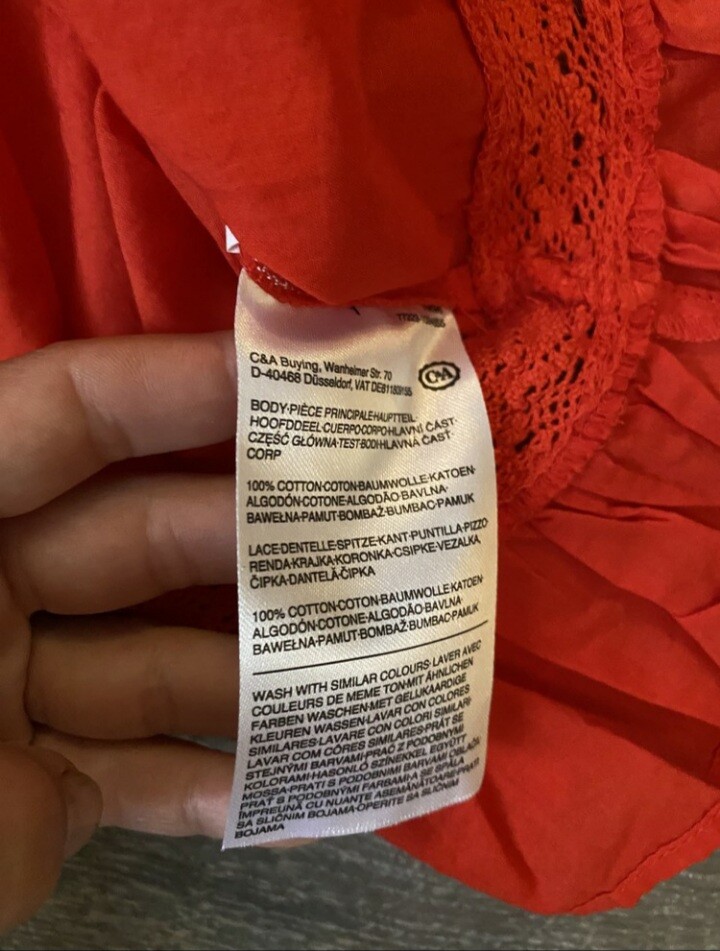 C&A Buying, Wanheimer Str. 70
D-40468 Düsseldorf, VAT
C&A
BODY·PIÈCE PRINCIPALE·HAUPTTEIL·
HOOFDDEEL·CUERPO·CORPO·HLAVNÍ ČÁST·
CZĘŚĆ GŁÓWNA·TEST·BODI·HLAVNÁ ČASŤ·
CORP
100% COTTON·COTON·BAUMWOLLE·KATOEN·
ALGODÓN·COTONE·ALGODÃO·BAVLNA·
BAWEŁNA·PAMUT·BOMBAŽ·BUMBAC·PAMUK
LACE·DENTELLE·SPITZE·KANT·PUNTILLA·PIZZO·
RENDA·KRAJKA·KORONKA·CSIPKE·VEZALKA·
ČIPKA·DANTELĂ·ČIPKA
100% COTTON·COTON·BAUMWOLLE·KATOEN·
ALGODÓN·COTONE·ALGODÃO·BAVLNA·
BAWEŁNA·PAMUT·BOMBAŽ·BUMBAC·PAMUK
WASH WITH SIMILAR COLOURS·LAVER AVEC
COULEURS DE MEME TON·MIT ÄHNLICHEN
FARBEN WASCHEN·MET GELIJKAARDIGE
KLEUREN WASSEN·LAVAR CON COLORES
SIMILARES·LAVARE CON COLORI SIMILARI·
LAVAR COM CÔRES SIMILARES·PRÁT SE
STEJNÝMI BARVAMI·PRAĆ Z PODOBNYMI
KOLORAMI·HASONLÓ SZÍNEKKEL EGYÜTT
MOSSA·PRATI S PODOBNIMI BARVAMI OBLAČIL·
PRAŤ S PODOBNÝMI FARBAMI·A SE SPĂLA
ÎMPREUNĂ CU NUANŢE ASEMĂNĂTOARE·PRATI
SA SLIČNIM BOJAMA·OPERITE SA SLIČNIM
BOJAMA